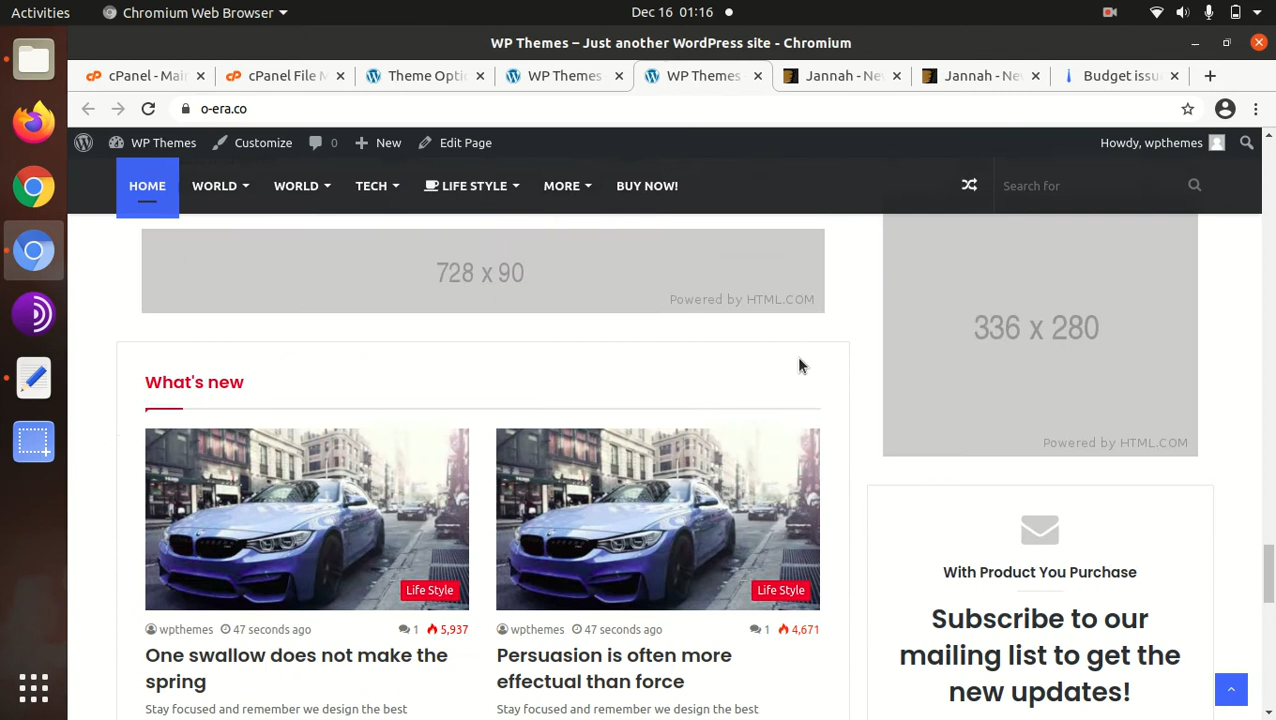 Activities Chromium Web Browser Dec 16 01:16
WP Themes – Just another WordPress site - Chromium
cPanel - Mai cPanel File M Theme Optic WP Themes WP Themes Jannah - Ne Jannah - Ne Budget issu
o-era.co
WP Themes Customize 0 New Edit Page Howdy, wpthemes
HOME WORLD WORLD TECH LIFE STYLE MORE BUY NOW! Search for
728 x 90
Powered by HTML.COM
336 x 280
Powered by HTML.COM
What's new
Life Style Life Style
wpthemes 47 seconds ago 1 5,937
One swallow does not make the
spring
Stay focused and remember we design the best
wpthemes 47 seconds ago 1 4,671
Persuasion is often more
effectual than force
Stay focused and remember we design the best
With Product You Purchase
Subscribe to our
mailing list to get the
new updates!